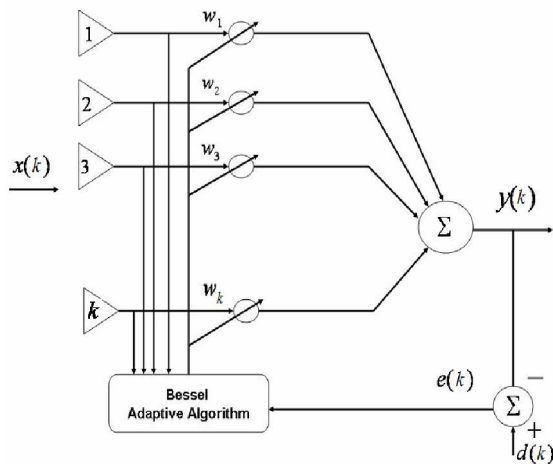 1
w₁
2
w₂
3
w₃
x(k)
Σ
y(k)
k
wₖ
Bessel
Adaptive Algorithm
e(k)
−
Σ
+
d(k)